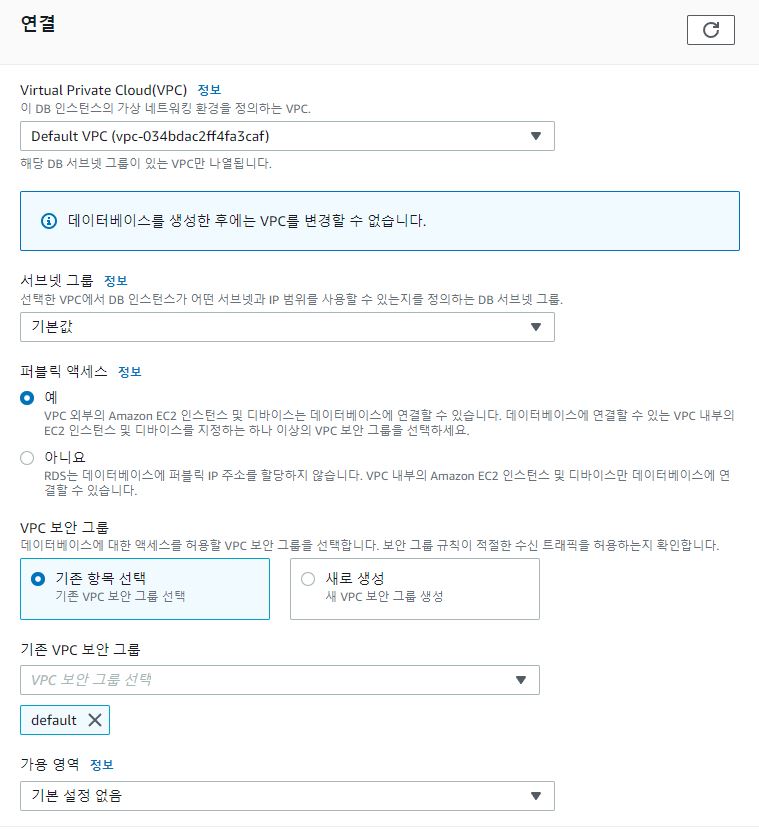 연결
Virtual Private Cloud(VPC) 정보
이 DB 인스턴스의 가상 네트워킹 환경을 정의하는 VPC.
Default VPC (vpc-034bdac2ff4fa3caf)
해당 DB 서브넷 그룹이 있는 VPC만 나열됩니다.
데이터베이스를 생성한 후에는 VPC를 변경할 수 없습니다.
서브넷 그룹 정보
선택한 VPC에서 DB 인스턴스가 어떤 서브넷과 IP 범위를 사용할 수 있는지를 정의하는 DB 서브넷 그룹.
기본값
퍼블릭 액세스 정보
예
VPC 외부의 Amazon EC2 인스턴스 및 디바이스는 데이터베이스에 연결할 수 있습니다. 데이터베이스에 연결할 수 있는 VPC 내부의
EC2 인스턴스 및 디바이스를 지정하는 하나 이상의 VPC 보안 그룹을 선택하세요.
아니요
RDS는 데이터베이스에 퍼블릭 IP 주소를 할당하지 않습니다. VPC 내부의 Amazon EC2 인스턴스 및 디바이스만 데이터베이스에 연
결할 수 있습니다.
VPC 보안 그룹
데이터베이스에 대한 액세스를 허용할 VPC 보안 그룹을 선택합니다. 보안 그룹 규칙이 적절한 수신 트래픽을 허용하는지 확인합니다.
기존 항목 선택
기존 VPC 보안 그룹 선택
새로 생성
새 VPC 보안 그룹 생성
기존 VPC 보안 그룹
VPC 보안 그룹 선택
default
가용 영역 정보
기본 설정 없음